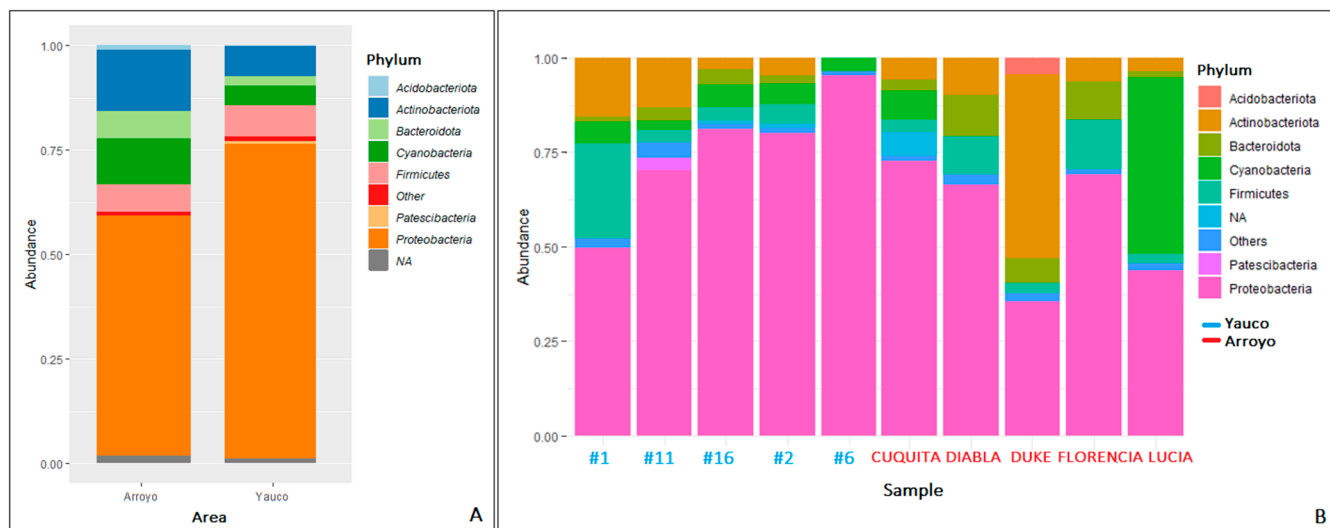 1.00
0.75
0.50
0.25
0.00
Abundance
Arroyo
Yauco
Area
Phylum
Acidobacteriota
Actinobacteriota
Bacteroidota
Cyanobacteria
Firmicutes
Other
Patescibacteria
Proteobacteria
NA
A
1.00
0.75
0.50
0.25
0.00
Abundance
#1 #11 #16 #2 #6 CUQUITA DIABLA DUKE FLORENCIA LUCIA
Sample
Phylum
Acidobacteriota
Actinobacteriota
Bacteroidota
Cyanobacteria
Firmicutes
NA
Others
Patescibacteria
Proteobacteria
Yauco
Arroyo
B